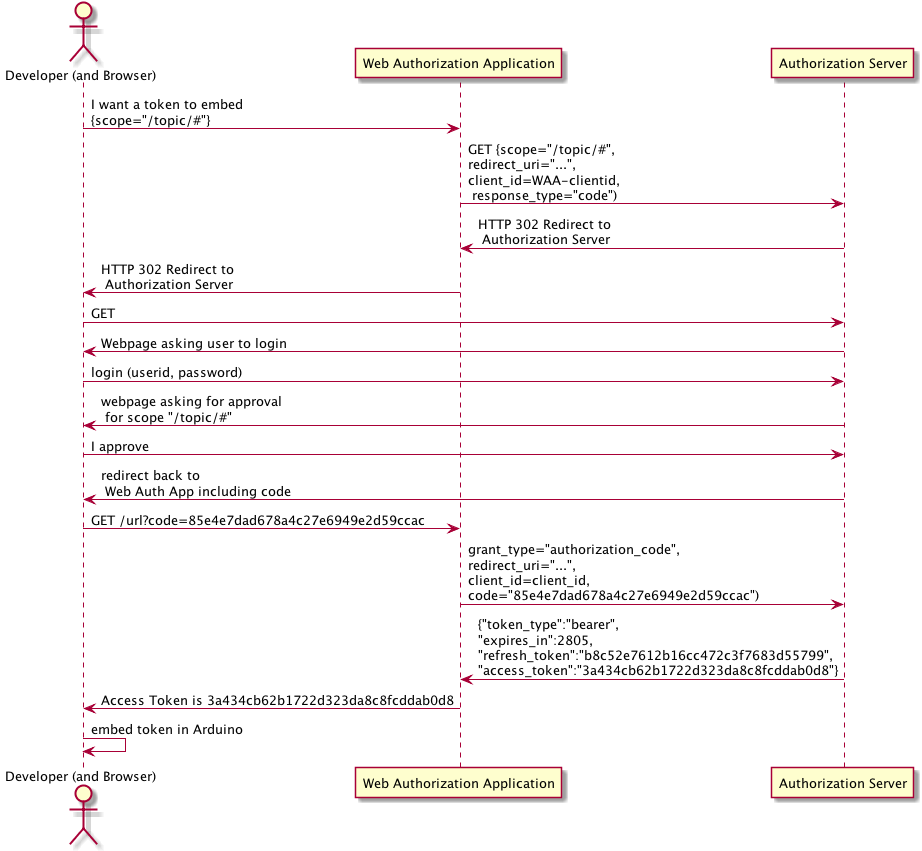 Developer (and Browser)
Web Authorization Application
Authorization Server
I want a token to embed
{scope="/topic/#"}
GET {scope="/topic/#",
redirect_uri="...",
client_id=WAA-clientid,
response_type="code")
HTTP 302 Redirect to
Authorization Server
HTTP 302 Redirect to
Authorization Server
GET
Webpage asking user to login
login (userid, password)
webpage asking for approval
for scope "/topic/#"
I approve
redirect back to
Web Auth App including code
GET /url?code=85e4e7dad678a4c27e6949e2d59ccac
grant_type="authorization_code",
redirect_uri="...",
client_id=client_id,
code="85e4e7dad678a4c27e6949e2d59ccac")
{"token_type":"bearer",
"expires_in":2805,
"refresh_token":"b8c52e7612b16cc472c3f7683d55799",
"access_token":"3a434cb62b1722d323da8c8fcddab0d8"}
Access Token is 3a434cb62b1722d323da8c8fcddab0d8
embed token in Arduino
Developer (and Browser)
Web Authorization Application
Authorization Server